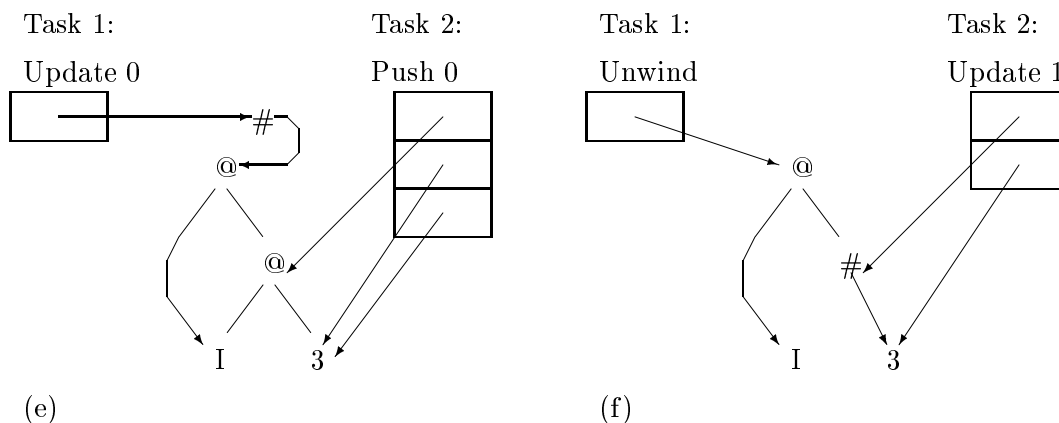 Task 1:
Update 0
Task 2:
Push 0
#
@
@
I 3
(e)
Task 1:
Unwind
Task 2:
Update 1
@
#
I 3
(f)